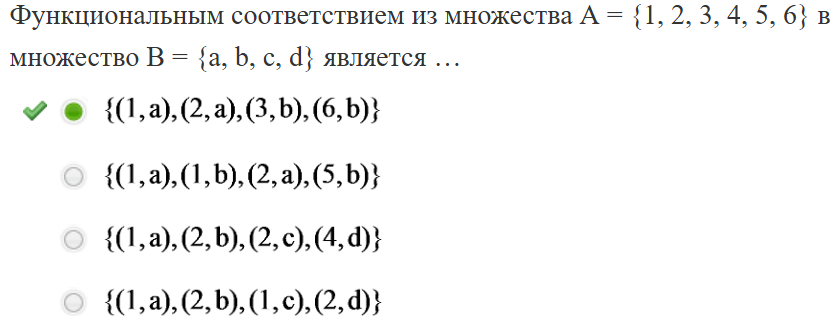 Функциональным соответствием из множества A = {1, 2, 3, 4, 5, 6} в
множество B = {a, b, c, d} является …
{(1,a),(2,a),(3,b),(6,b)}
{(1,a),(1,b),(2,a),(5,b)}
{(1,a),(2,b),(2,c),(4,d)}
{(1,a),(2,b),(1,c),(2,d)}